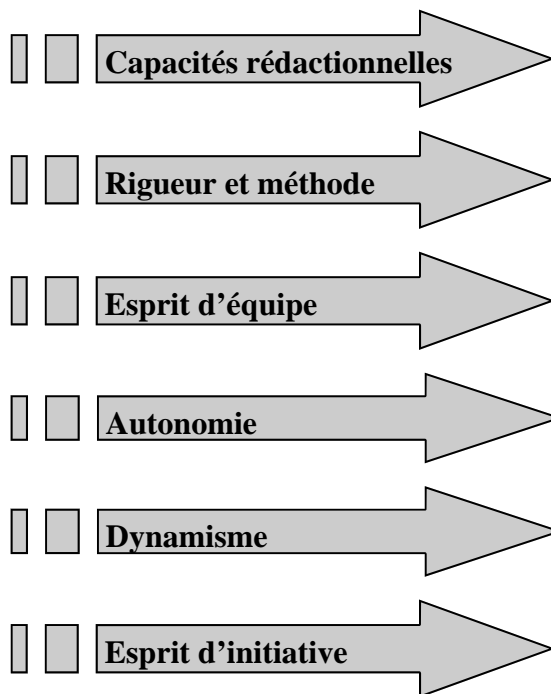 Capacités rédactionnelles
Rigueur et méthode
Esprit d’équipe
Autonomie
Dynamisme
Esprit d’initiative